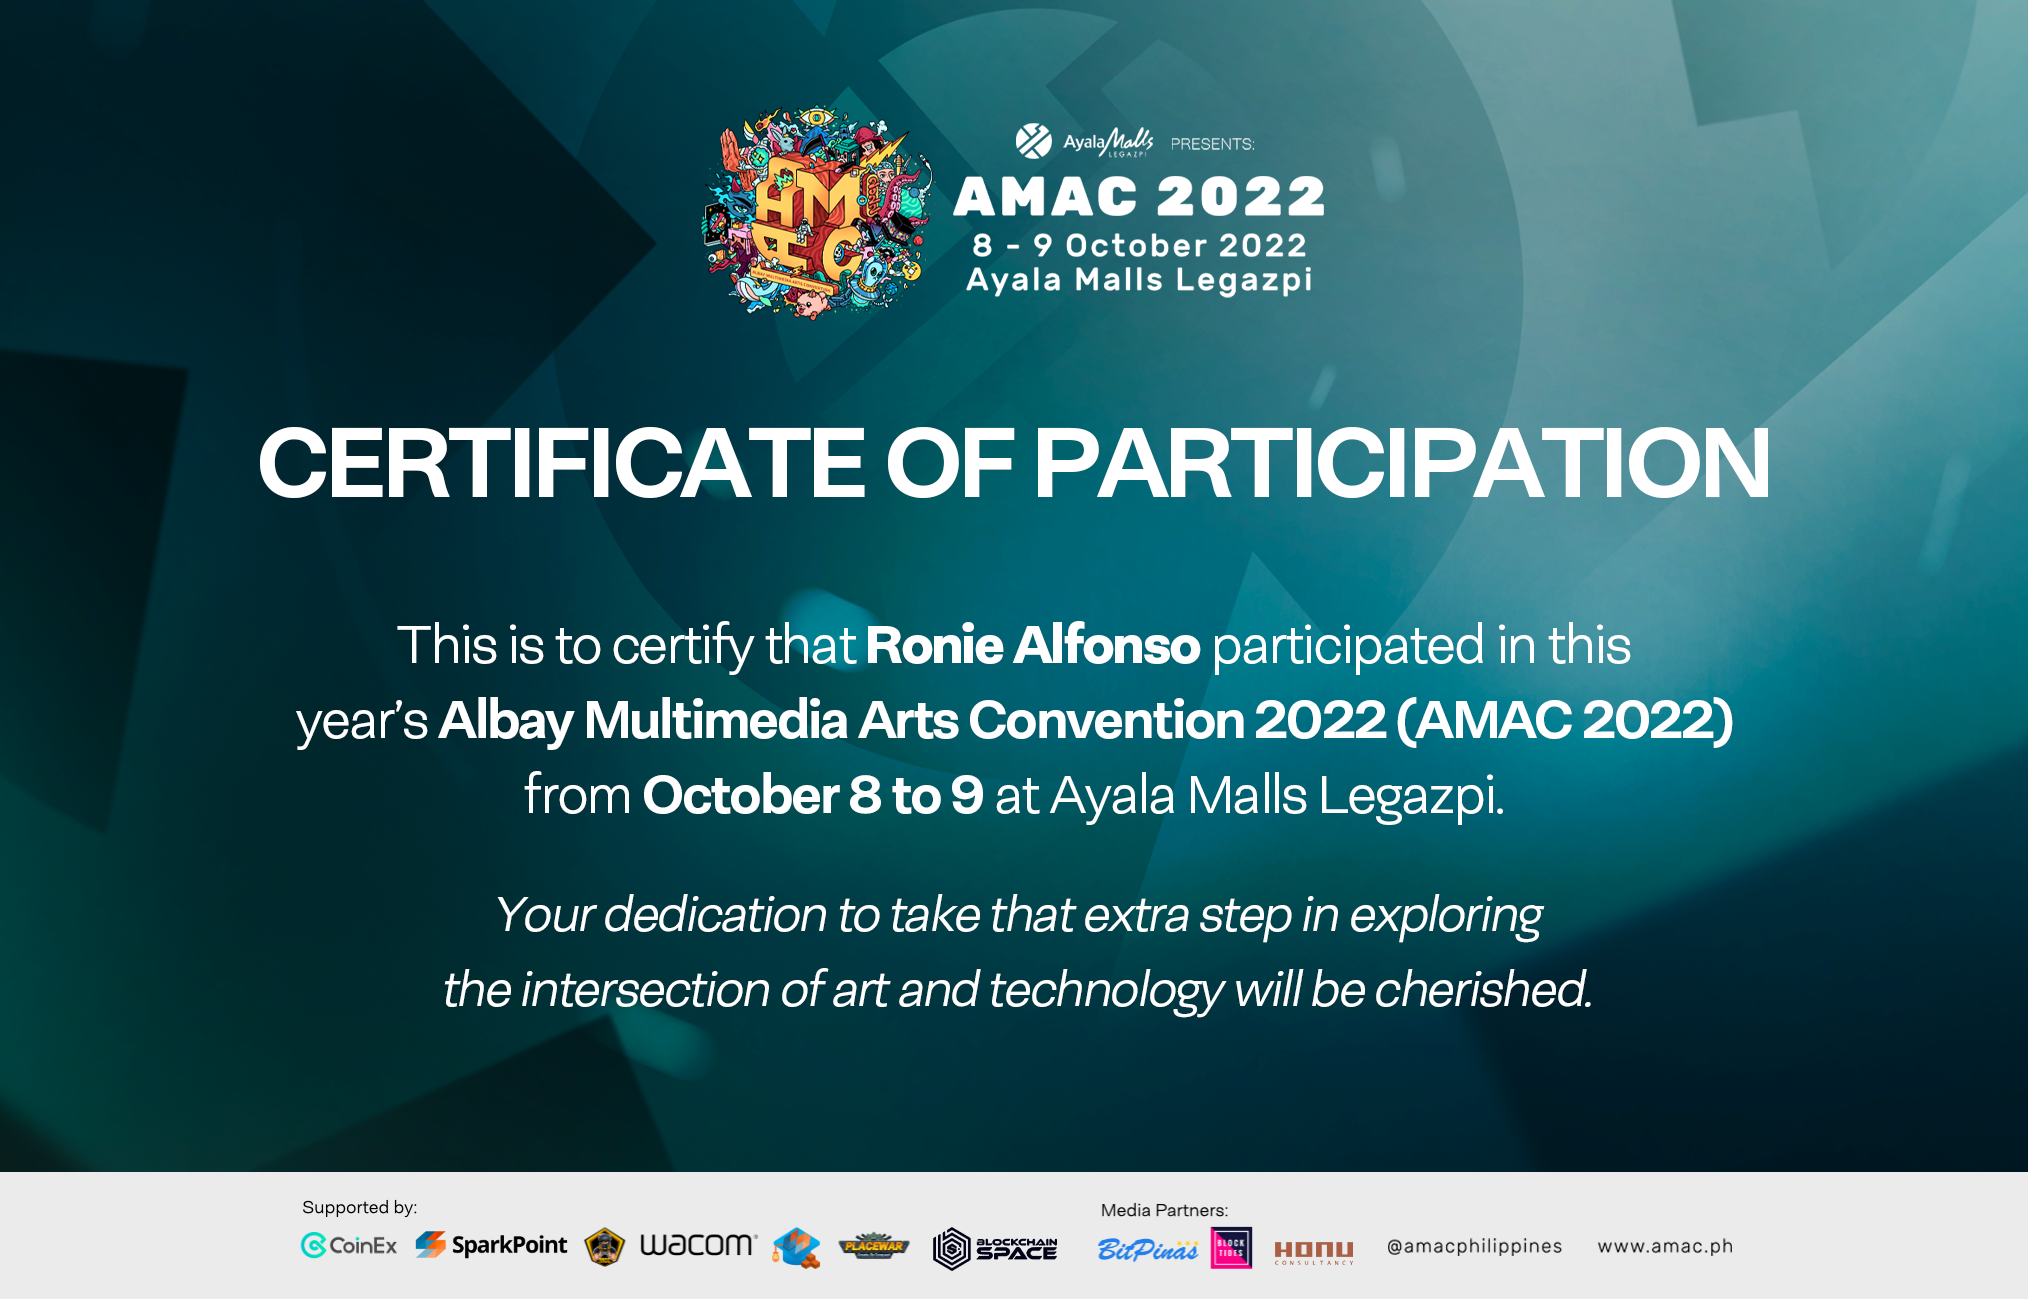 AyalaMalls LEGAZPI PRESENTS:
AMAC 2022
8 - 9 October 2022
Ayala Malls Legazpi
AMAC
ALBAY MULTIMEDIA ARTS CONVENTION
CERTIFICATE OF PARTICIPATION
This is to certify that Ronie Alfonso participated in this
year's Albay Multimedia Arts Convention 2022 (AMAC 2022)
from October 8 to 9 at Ayala Malls Legazpi.
Your dedication to take that extra step in exploring
the intersection of art and technology will be cherished.
Supported by:
CoinEx SparkPoint wacom PLACEWAR BLOCKCHAIN SPACE
Media Partners:
BitPinas BLOCK TIDES HONU CONSULTANCY
@amacphilippines www.amac.ph